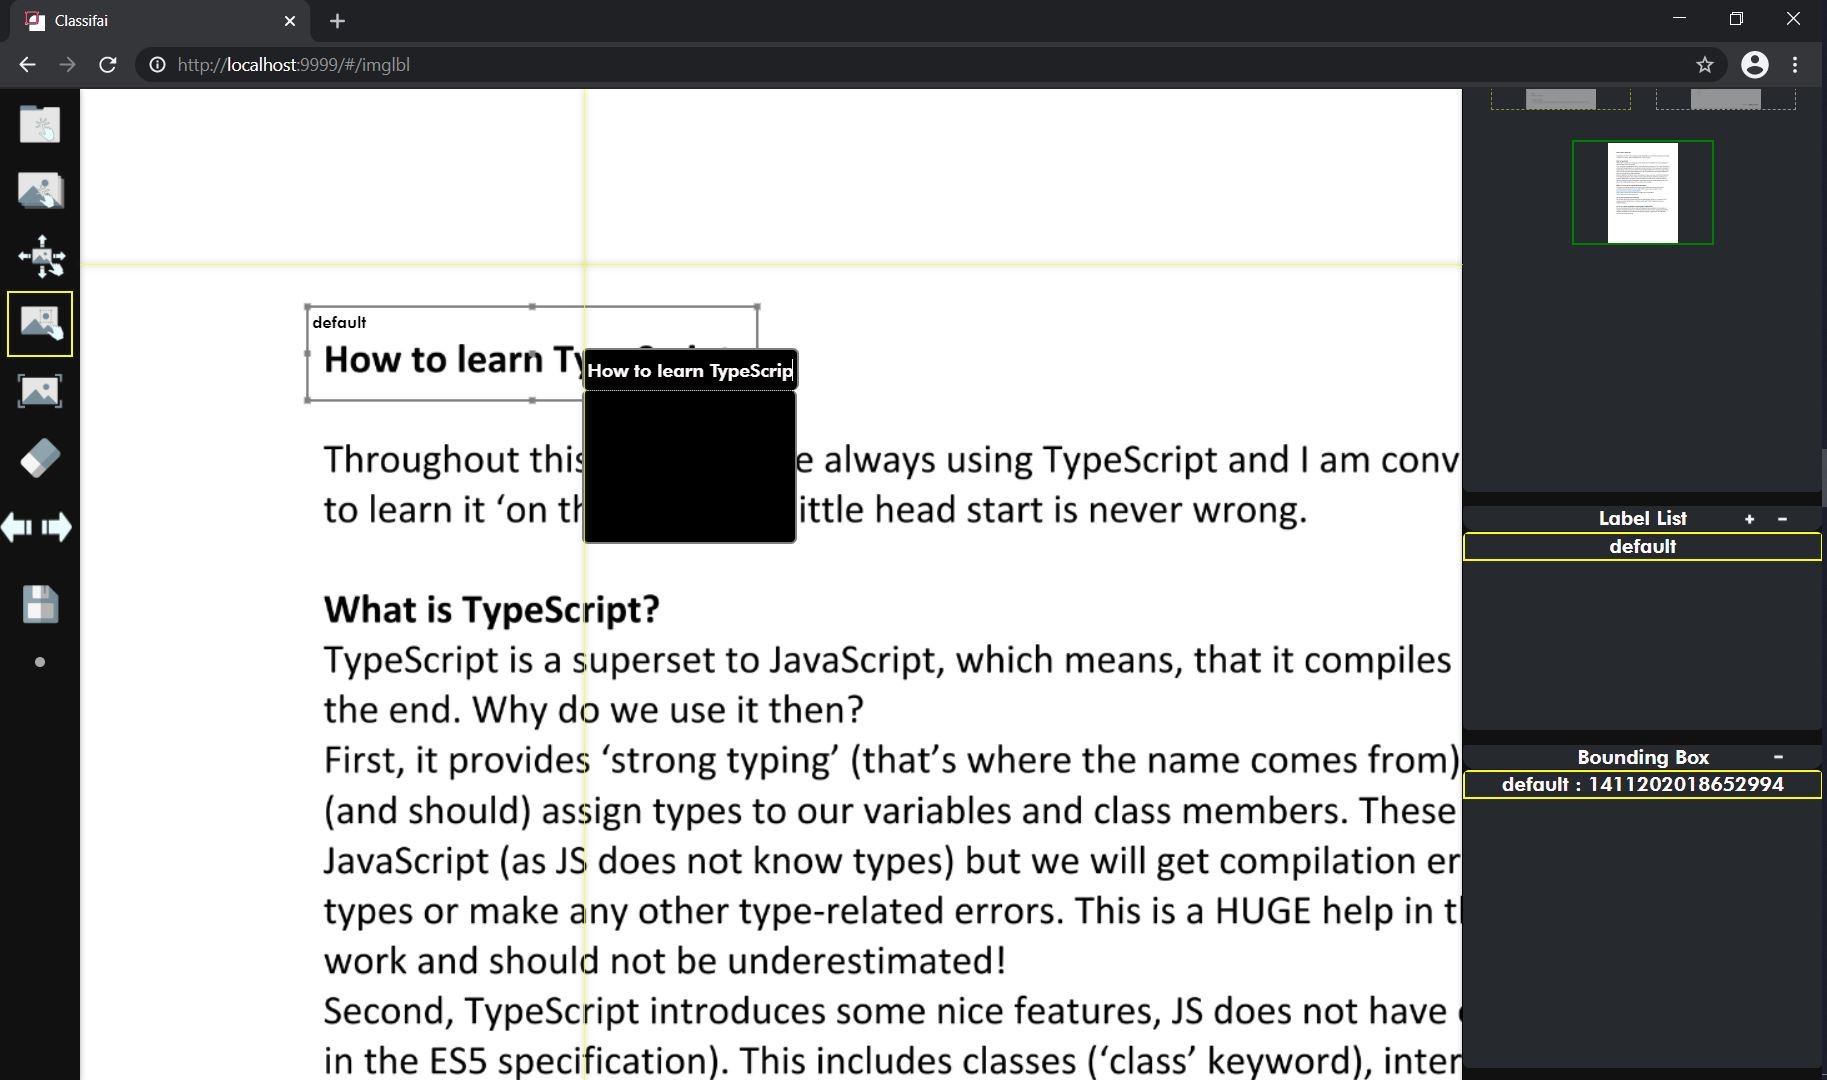 Classifai
http://localhost:9999/#/imglbl
default
How to learn Ty
How to learn TypeScrip
Throughout this e always using TypeScript and I am conv
to learn it ‘on th ittle head start is never wrong.
What is TypeScript?
TypeScript is a superset to JavaScript, which means, that it compiles
the end. Why do we use it then?
First, it provides ‘strong typing’ (that’s where the name comes from)
(and should) assign types to our variables and class members. These
JavaScript (as JS does not know types) but we will get compilation er
types or make any other type-related errors. This is a HUGE help in t
work and should not be underestimated!
Second, TypeScript introduces some nice features, JS does not have
in the ES5 specification). This includes classes (‘class’ keyword), inter
Label List + -
default
Bounding Box -
default : 1411202018652994